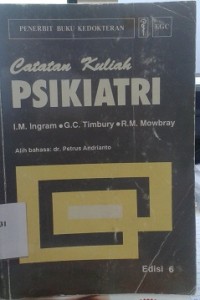 PENERBIT BUKU KEDOKTERAN
EGC
Catatan Kuliah
PSIKIATRI
I.M. Ingram ● G.C. Timbury ● R.M. Mowbray
Alih bahasa: dr. Petrus Andrianto
Edisi 6